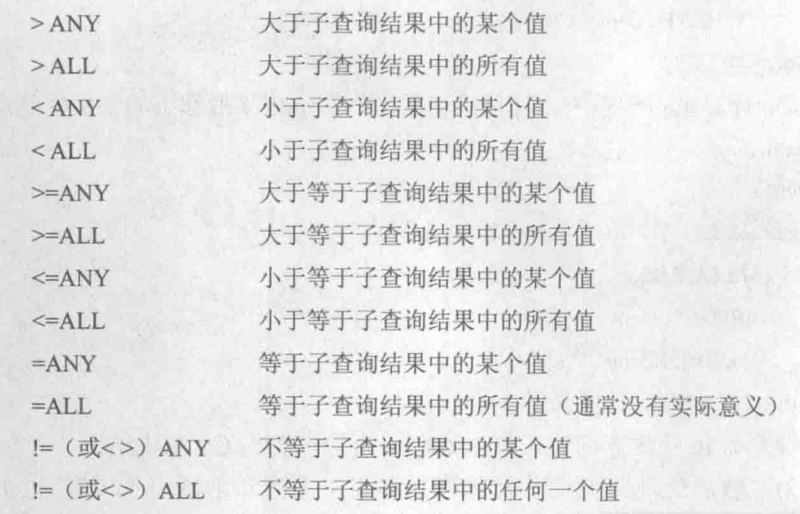 > ANY 大于子查询结果中的某个值
> ALL 大于子查询结果中的所有值
< ANY 小于子查询结果中的某个值
< ALL 小于子查询结果中的所有值
>=ANY 大于等于子查询结果中的某个值
>=ALL 大于等于子查询结果中的所有值
<=ANY 小于等于子查询结果中的某个值
<=ALL 小于等于子查询结果中的所有值
=ANY 等于子查询结果中的某个值
=ALL 等于子查询结果中的所有值（通常没有实际意义）
!=（或<>）ANY 不等于子查询结果中的某个值
!=（或<>）ALL 不等于子查询结果中的任何一个值